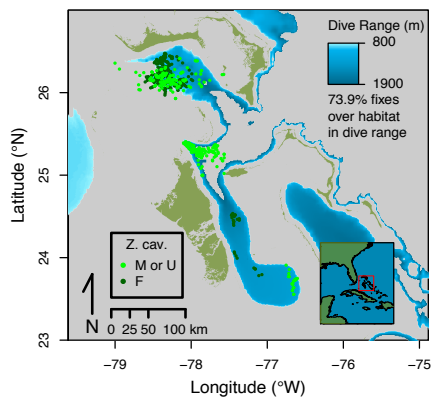 Dive Range (m)
800
1900
73.9% fixes
over habitat
in dive range
Latitude (°N)
26
25
24
23
Z. cav.
M or U
F
N
0 25 50 100 km
−79 −78 −77 −76 −75
Longitude (°W)